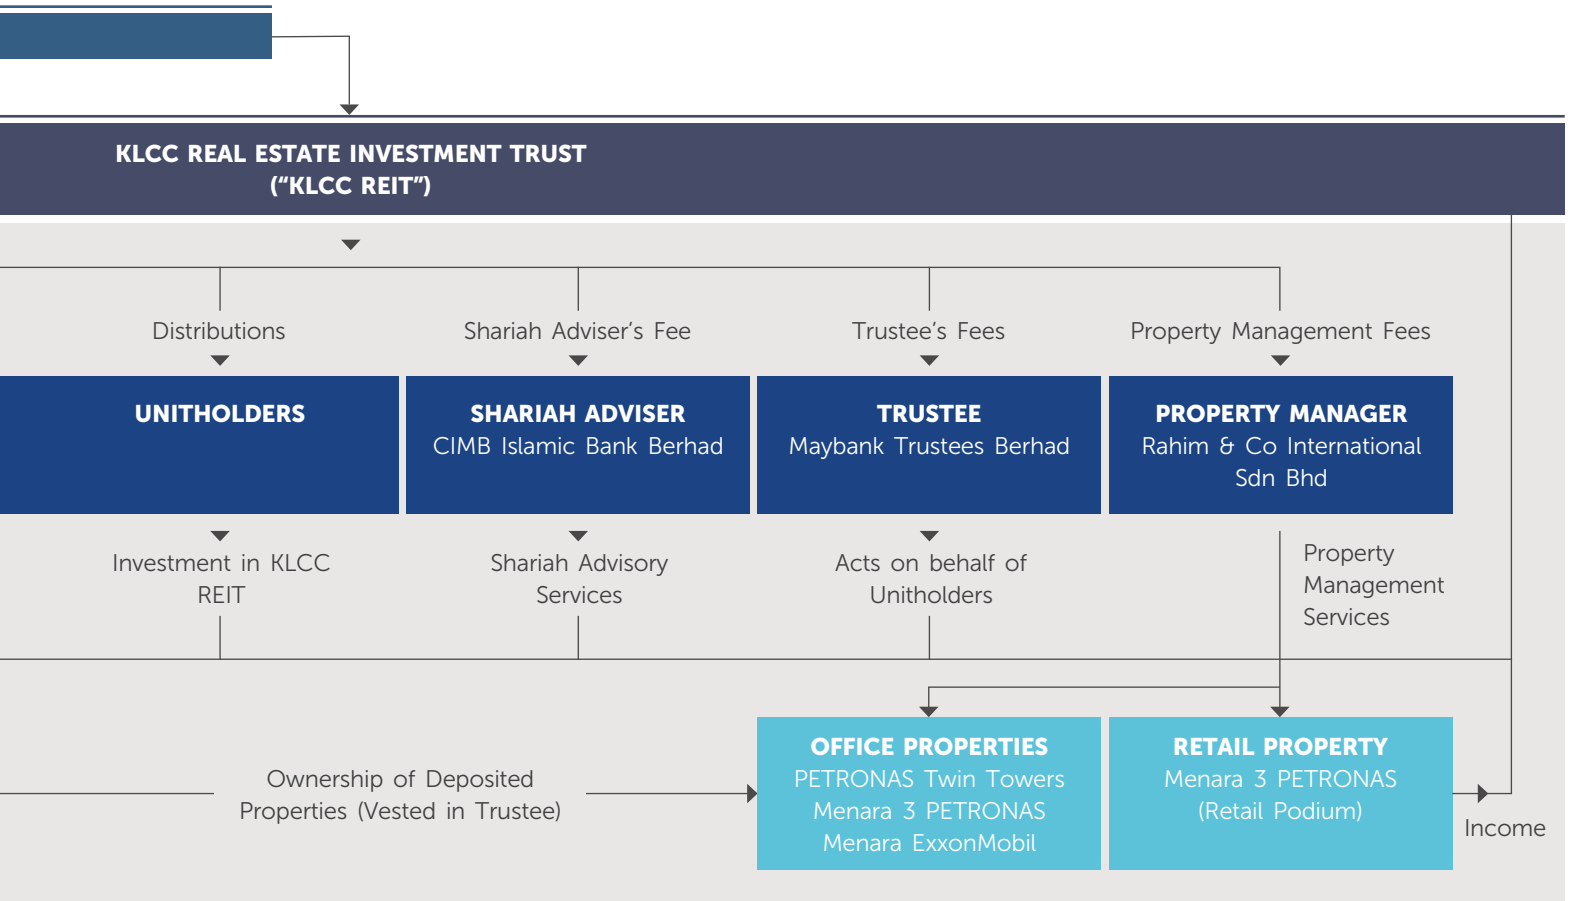 KLCC REAL ESTATE INVESTMENT TRUST
(“KLCC REIT”)
Distributions
Shariah Adviser’s Fee
Trustee’s Fees
Property Management Fees
UNITHOLDERS
SHARIAH ADVISER
CIMB Islamic Bank Berhad
TRUSTEE
Maybank Trustees Berhad
PROPERTY MANAGER
Rahim & Co International
Sdn Bhd
Investment in KLCC
REIT
Shariah Advisory
Services
Acts on behalf of
Unitholders
Property
Management
Services
Ownership of Deposited
Properties (Vested in Trustee)
OFFICE PROPERTIES
PETRONAS Twin Towers
Menara 3 PETRONAS
Menara ExxonMobil
RETAIL PROPERTY
Menara 3 PETRONAS
(Retail Podium)
Income